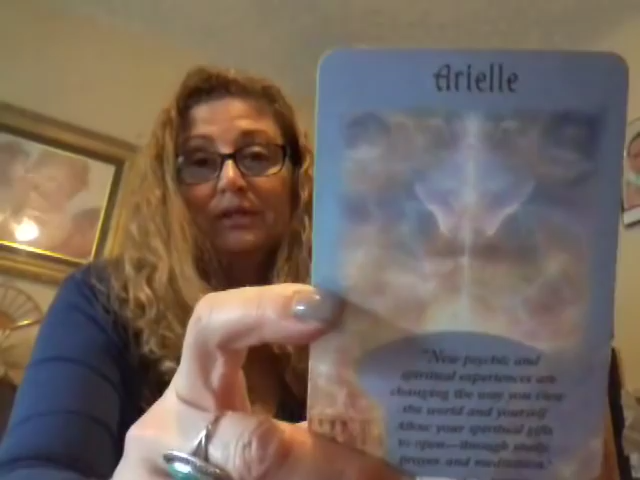 Arielle
"New psychic and
spiritual experiences are
changing the way you view
the world and yourself
Allow your spiritual gifts
to open—through study,
prayer and meditation."